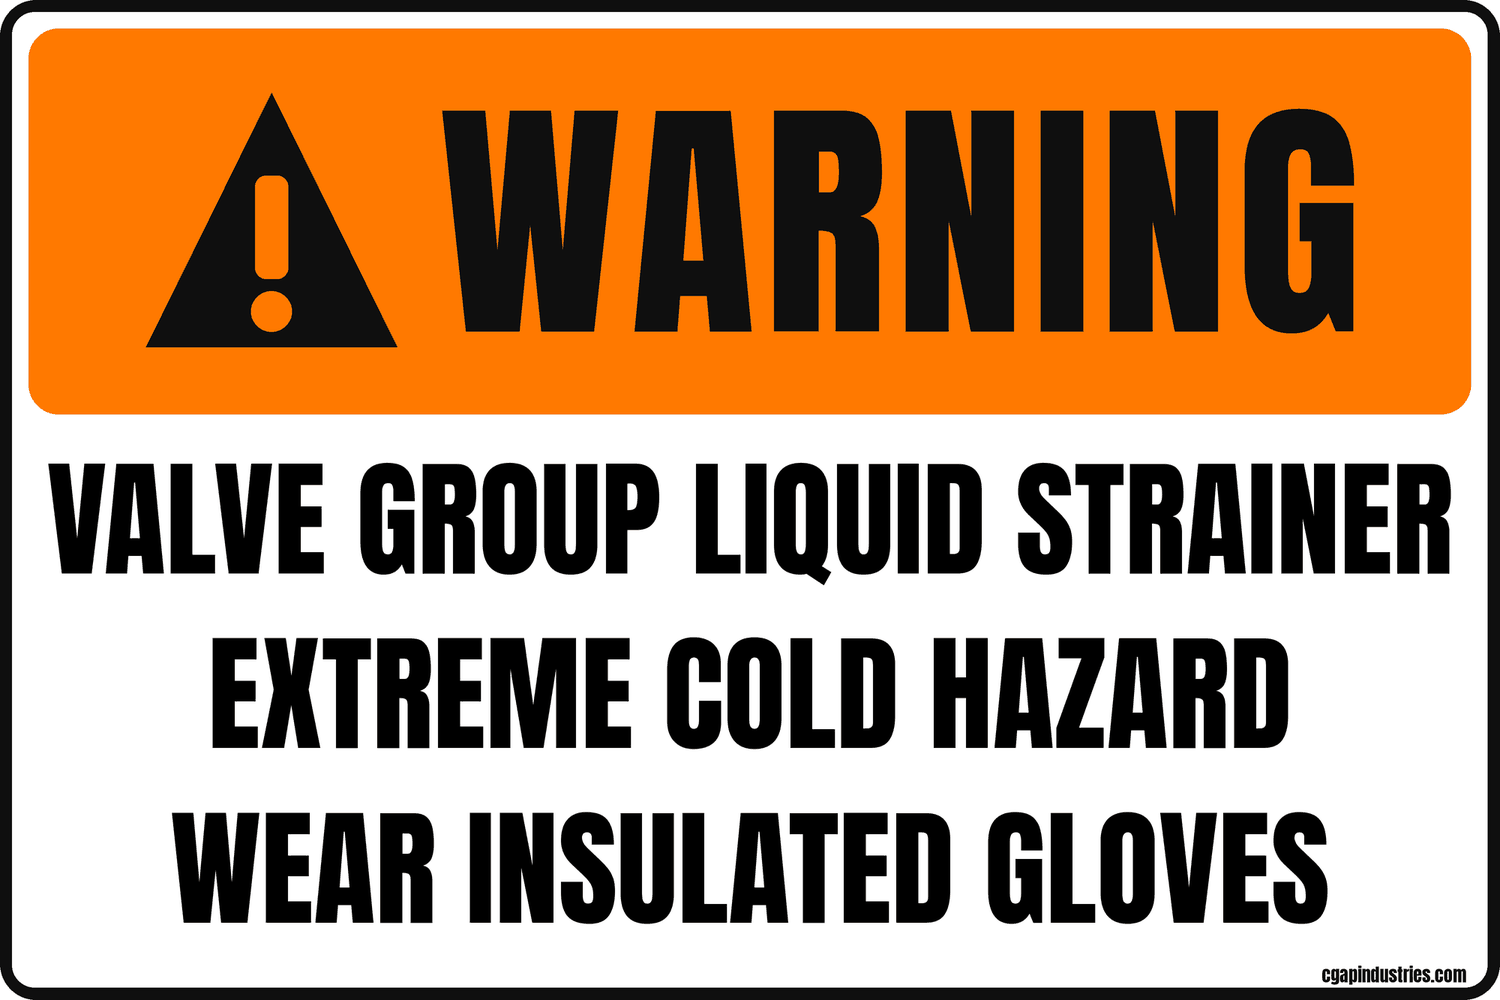 WARNING
VALVE GROUP LIQUID STRAINER
EXTREME COLD HAZARD
WEAR INSULATED GLOVES
cgapindustries.com